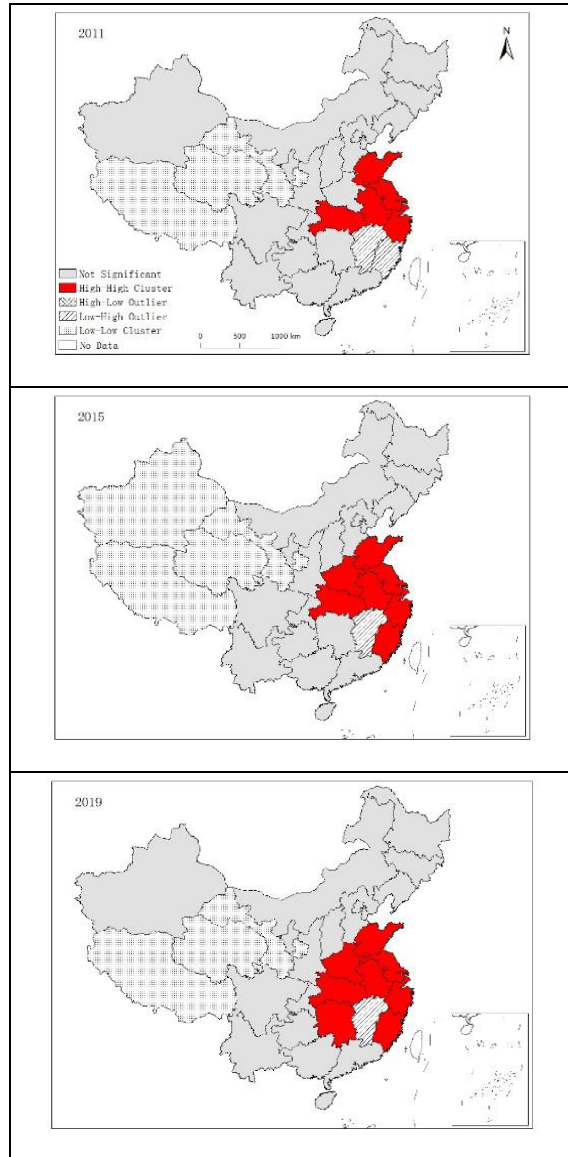 2011
N
Not Significant
High-High Cluster
High-Low Outlier
Low-High Outlier
Low-Low Cluster
No Data
0 500 1000 km
2015
2019